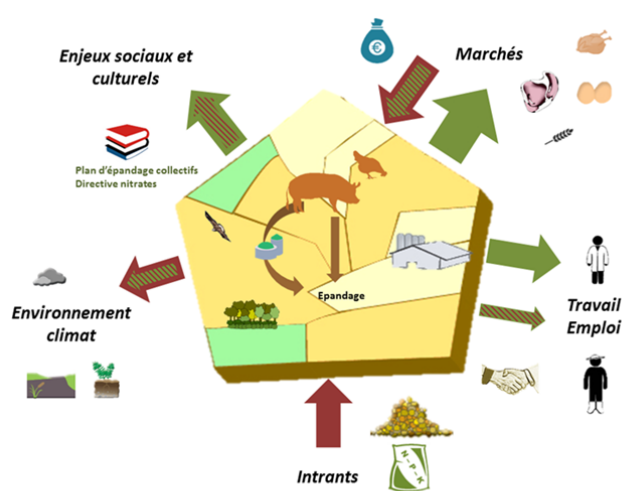 Enjeux sociaux et
culturels
Marchés
€
Plan d'épandage collectifs
Directive nitrates
Epandage
Environnement
climat
Travail
Emploi
Intrants
N.P.K